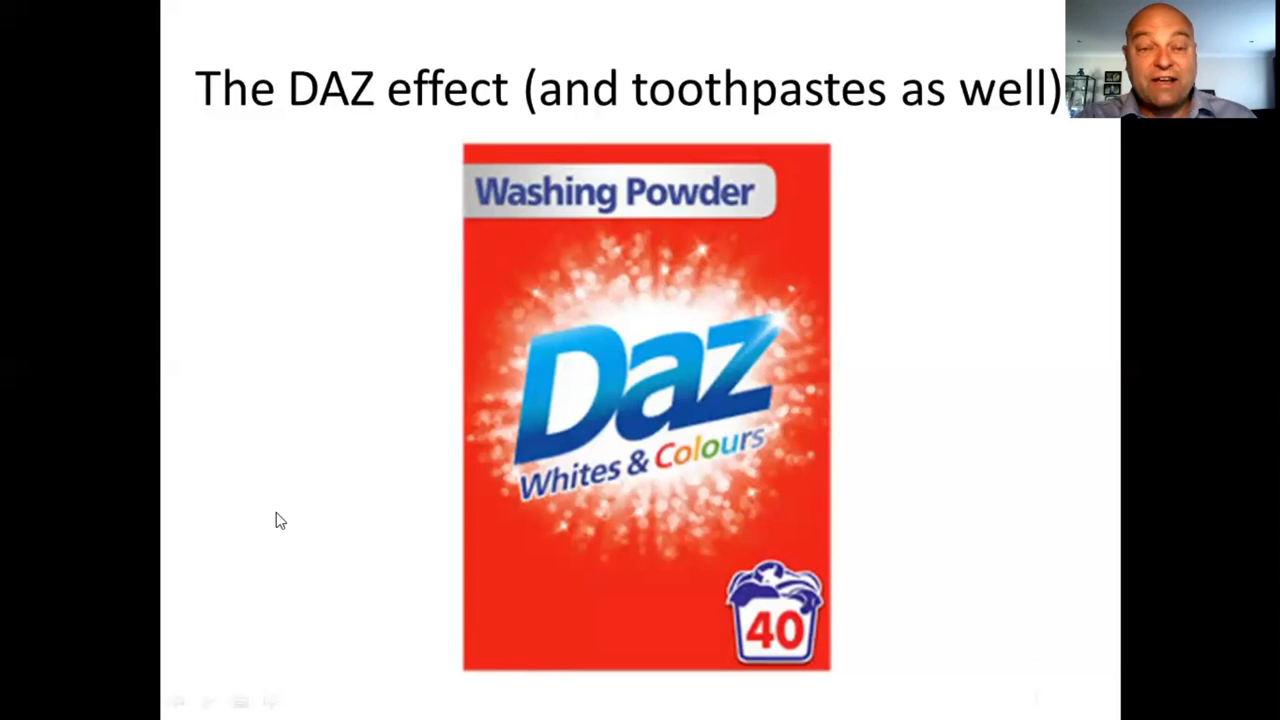 The DAZ effect (and toothpastes as well)
Washing Powder
Daz
Whites & Colours
40